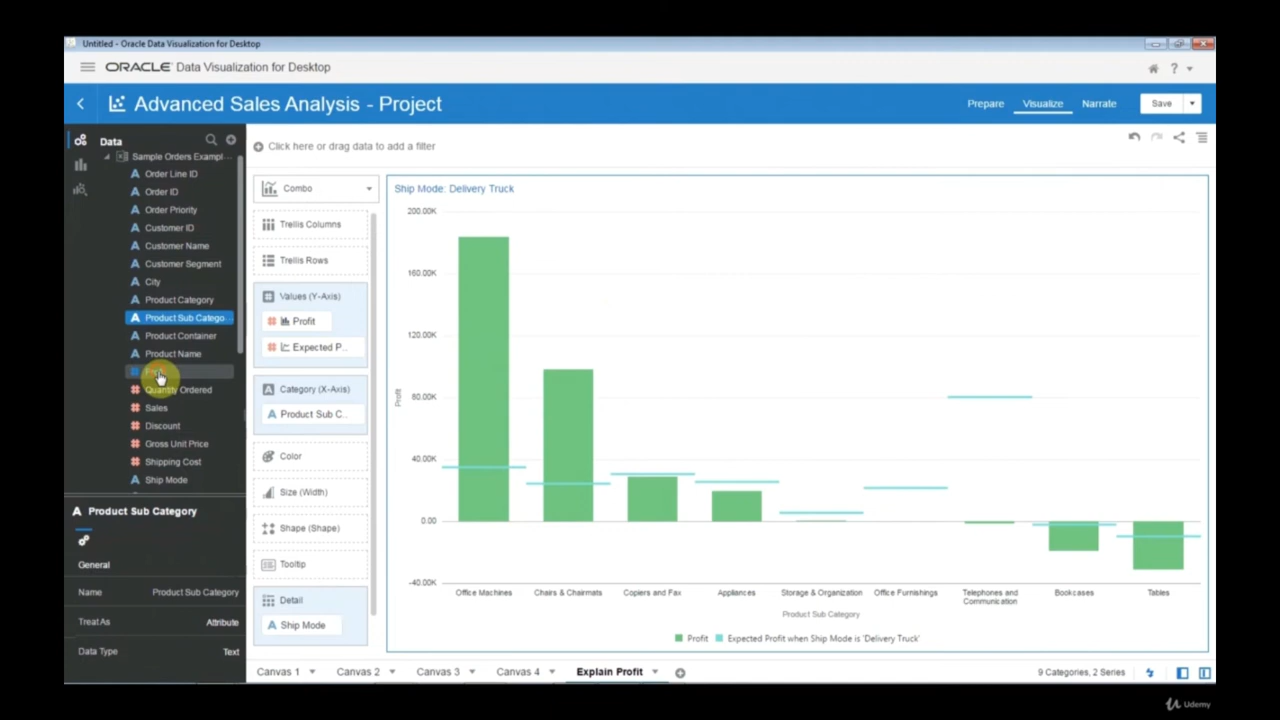 Untitled - Oracle Data Visualization for Desktop
ORACLE Data Visualization for Desktop
?
Advanced Sales Analysis - Project
Prepare Visualize Narrate Save
Data
Sample Orders Exampl...
A Order Line ID
A Order ID
A Order Priority
A Customer ID
A Customer Name
A Customer Segment
A City
A Product Category
A Product Sub Catego...
A Product Container
A Product Name
# Quantity Ordered
# Sales
# Discount
# Gross Unit Price
# Shipping Cost
A Ship Mode
A Product Sub Category
General
Name Product Sub Category
Treat As Attribute
Data Type Text
Click here or drag data to add a filter
Combo
Trellis Columns
Trellis Rows
# Values (Y-Axis)
# Profit
# Expected P...
A Category (X-Axis)
A Product Sub C...
Color
Size (Width)
Shape (Shape)
Tooltip
Detail
A Ship Mode
Ship Mode: Delivery Truck
200.00K
160.00K
120.00K
80.00K
40.00K
0.00
-40.00K
Profit
Office Machines Chairs & Chairmats Copiers and Fax Appliances Storage & Organization Office Furnishings Telephones and Communication Bookcases Tables
Product Sub Category
Profit Expected Profit when Ship Mode is 'Delivery Truck'
Canvas 1 Canvas 2 Canvas 3 Canvas 4 Explain Profit
9 Categories, 2 Series
Udemy